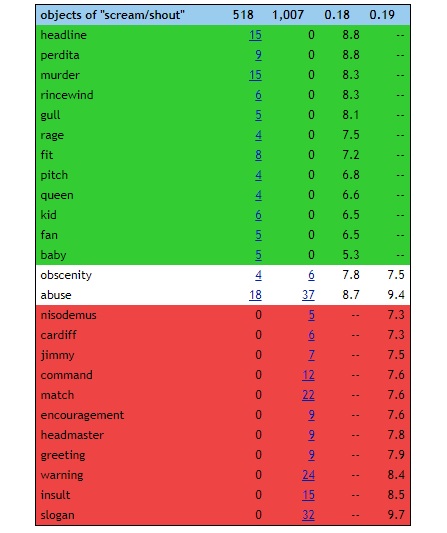 objects of "scream/shout" 518 1,007 0.18 0.19
headline 15 0 8.8 --
perdita 9 0 8.8 --
murder 15 0 8.3 --
rincewind 6 0 8.3 --
gull 5 0 8.1 --
rage 4 0 7.5 --
fit 8 0 7.2 --
pitch 4 0 6.8 --
queen 4 0 6.6 --
kid 6 0 6.5 --
fan 5 0 6.5 --
baby 5 0 5.3 --
obscenity 4 6 7.8 7.5
abuse 18 37 8.7 9.4
nisodemus 0 5 -- 7.3
cardiff 0 6 -- 7.3
jimmy 0 7 -- 7.5
command 0 12 -- 7.6
match 0 22 -- 7.6
encouragement 0 9 -- 7.6
headmaster 0 9 -- 7.8
greeting 0 9 -- 7.9
warning 0 24 -- 8.4
insult 0 15 -- 8.5
slogan 0 32 -- 9.7